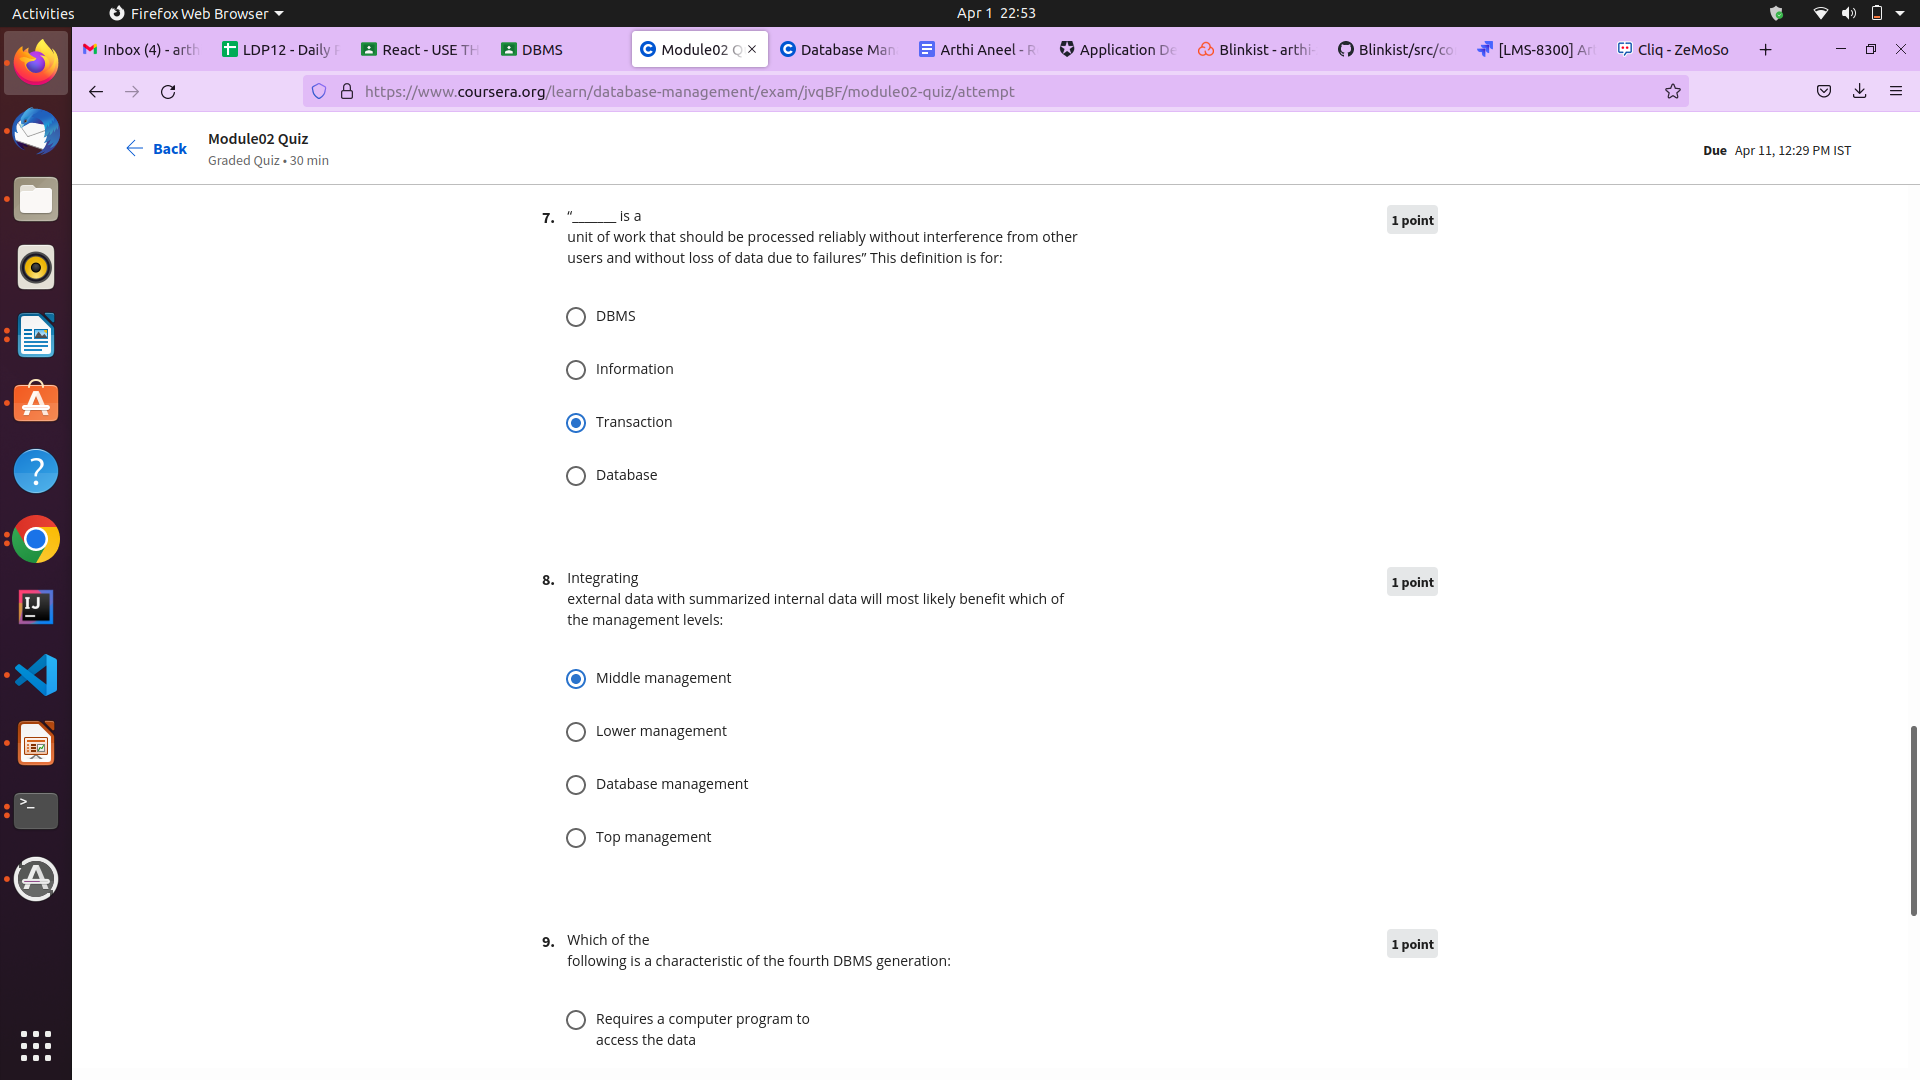 Activities
Firefox Web Browser
Apr 1 22:53
Inbox (4) - arth
LDP12 - Daily
React - USE TH
DBMS
Module02 Q
Database Man
Arthi Aneel - R
Application De
Blinkist - arthi-
Blinkist/src/co
[LMS-8300] Ar
Cliq - ZeMoSo
https://www.coursera.org/learn/database-management/exam/jvqBF/module02-quiz/attempt
Back
Module02 Quiz
Graded Quiz • 30 min
Due Apr 11, 12:29 PM IST
7. “_______ is a
unit of work that should be processed reliably without interference from other
users and without loss of data due to failures” This definition is for:
1 point
DBMS
Information
Transaction
Database
8. Integrating
external data with summarized internal data will most likely benefit which of
the management levels:
1 point
Middle management
Lower management
Database management
Top management
9. Which of the
following is a characteristic of the fourth DBMS generation:
1 point
Requires a computer program to
access the data